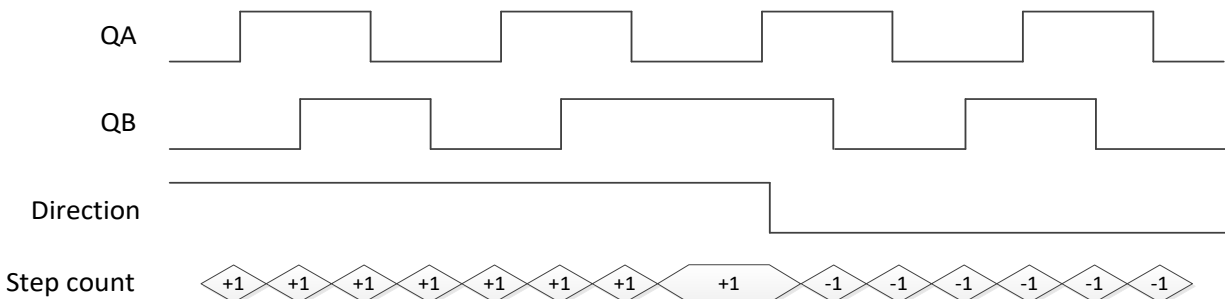 QA
QB
Direction
Step count +1 +1 +1 +1 +1 +1 +1 +1 -1 -1 -1 -1 -1 -1